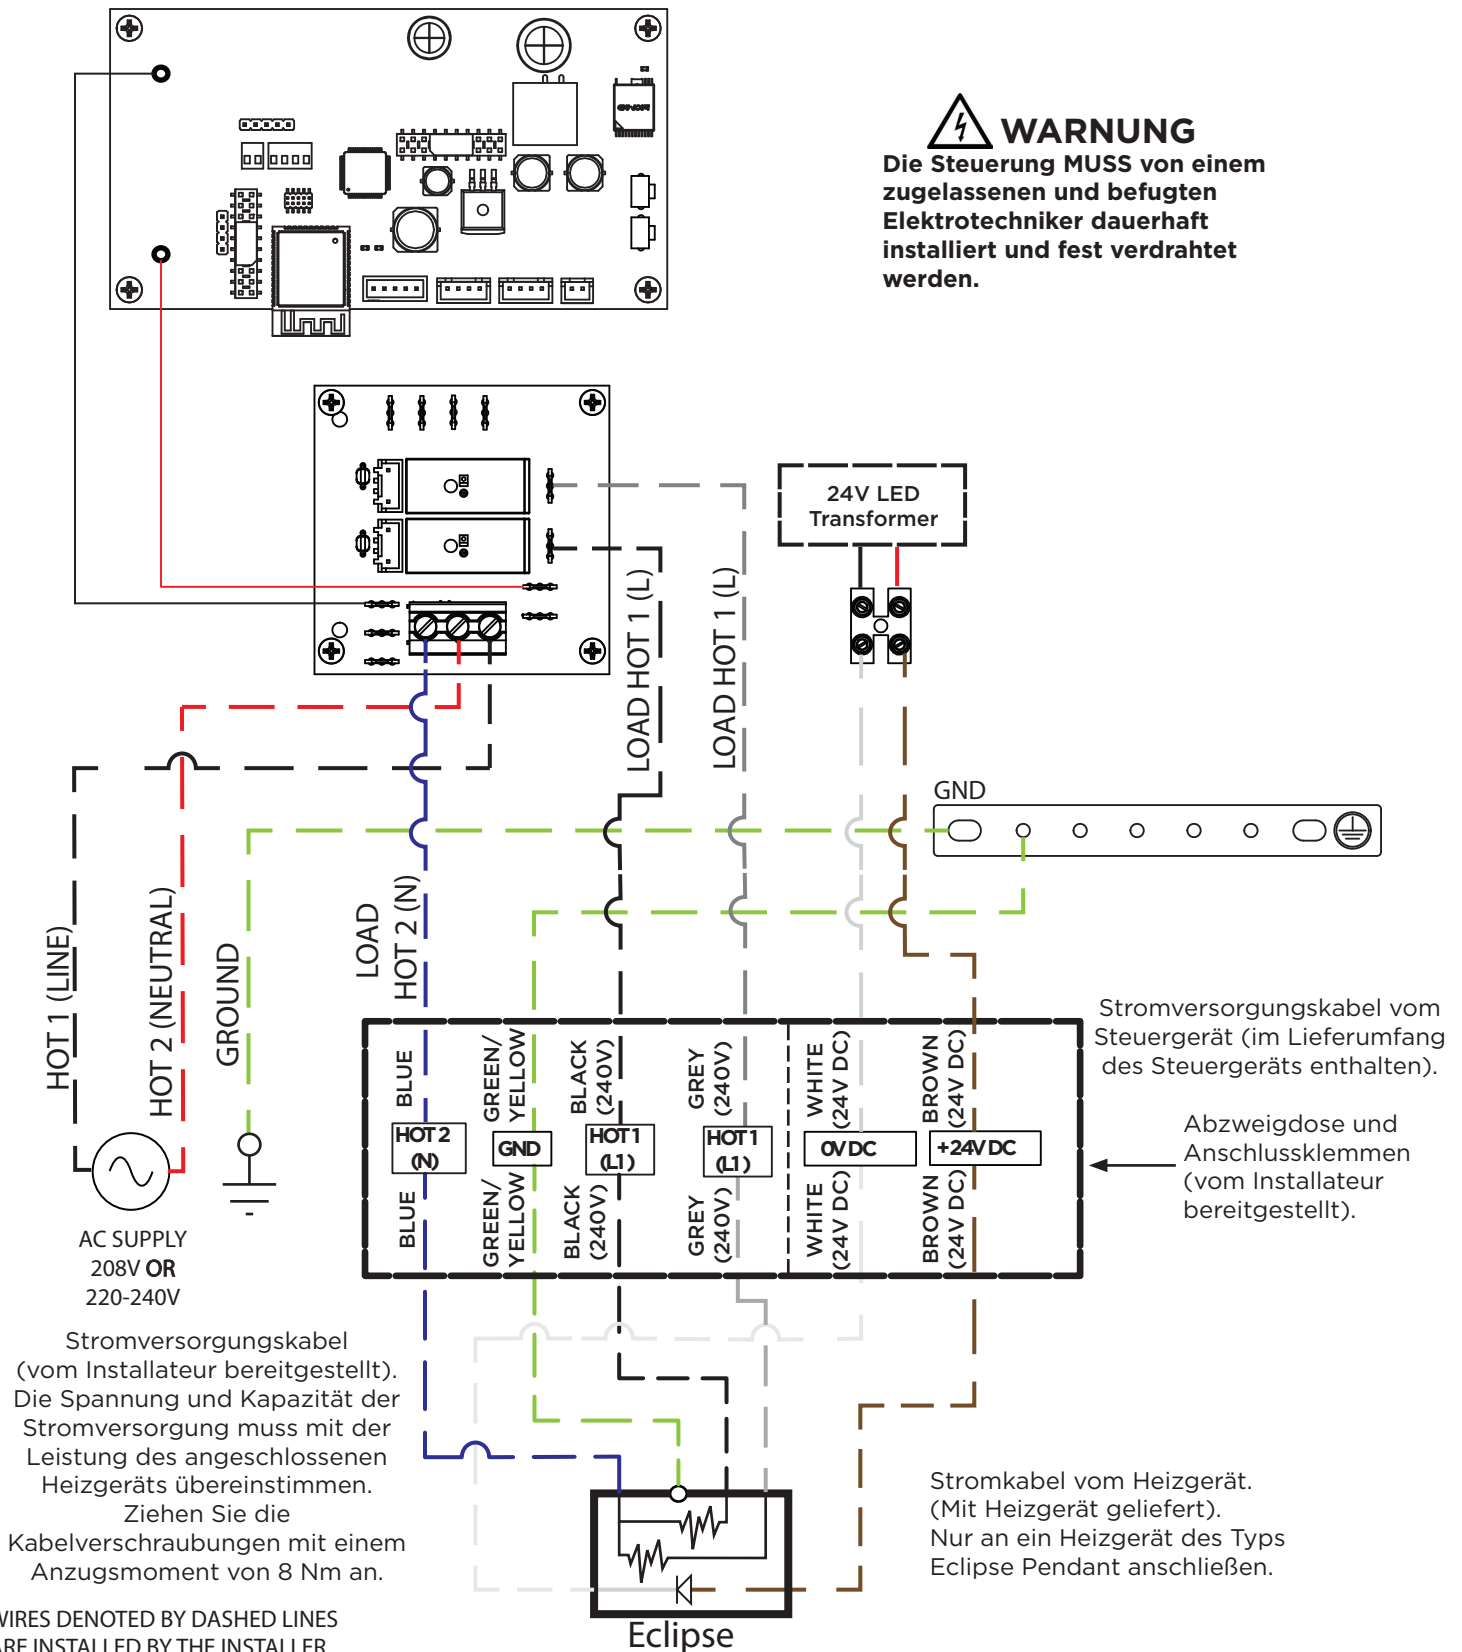 WARNUNG
Die Steuerung MUSS von einem
zugelassenen und befugten
Elektrotechniker dauerhaft
installiert und fest verdrahtet
werden.
24V LED
Transformer
LOAD HOT 1 (L)
LOAD HOT 1 (L)
GND
HOT 1 (LINE)
HOT 2 (NEUTRAL)
GROUND
LOAD
HOT 2 (N)
BLUE
GREEN/
YELLOW
BLACK
(240V)
GREY
(240V)
WHITE
(24V DC)
BROWN
(24V DC)
HOT 2
(N)
GND
HOT 1
(L1)
HOT 1
(L1)
0V DC
+24V DC
BLUE
GREEN/
YELLOW
BLACK
(240V)
GREY
(240V)
WHITE
(24V DC)
BROWN
(24V DC)
Stromversorgungskabel vom
Steuergerät (im Lieferumfang
des Steuergeräts enthalten).
Abzweigdose und
Anschlussklemmen
(vom Installateur
bereitgestellt).
AC SUPPLY
208V OR
220-240V
Stromversorgungskabel
(vom Installateur bereitgestellt).
Die Spannung und Kapazität der
Stromversorgung muss mit der
Leistung des angeschlossenen
Heizgeräts übereinstimmen.
Ziehen Sie die
Kabelverschraubungen mit einem
Anzugsmoment von 8 Nm an.
Stromkabel vom Heizgerät.
(Mit Heizgerät geliefert).
Nur an ein Heizgerät des Typs
Eclipse Pendant anschließen.
Eclipse
WIRES DENOTED BY DASHED LINES
ARE INSTALLED BY THE INSTALLER